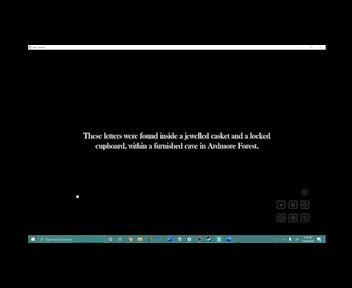 These letters were found inside a jewelled casket and a locked
cupboard, within a furnished cave in Ardmore Forest.